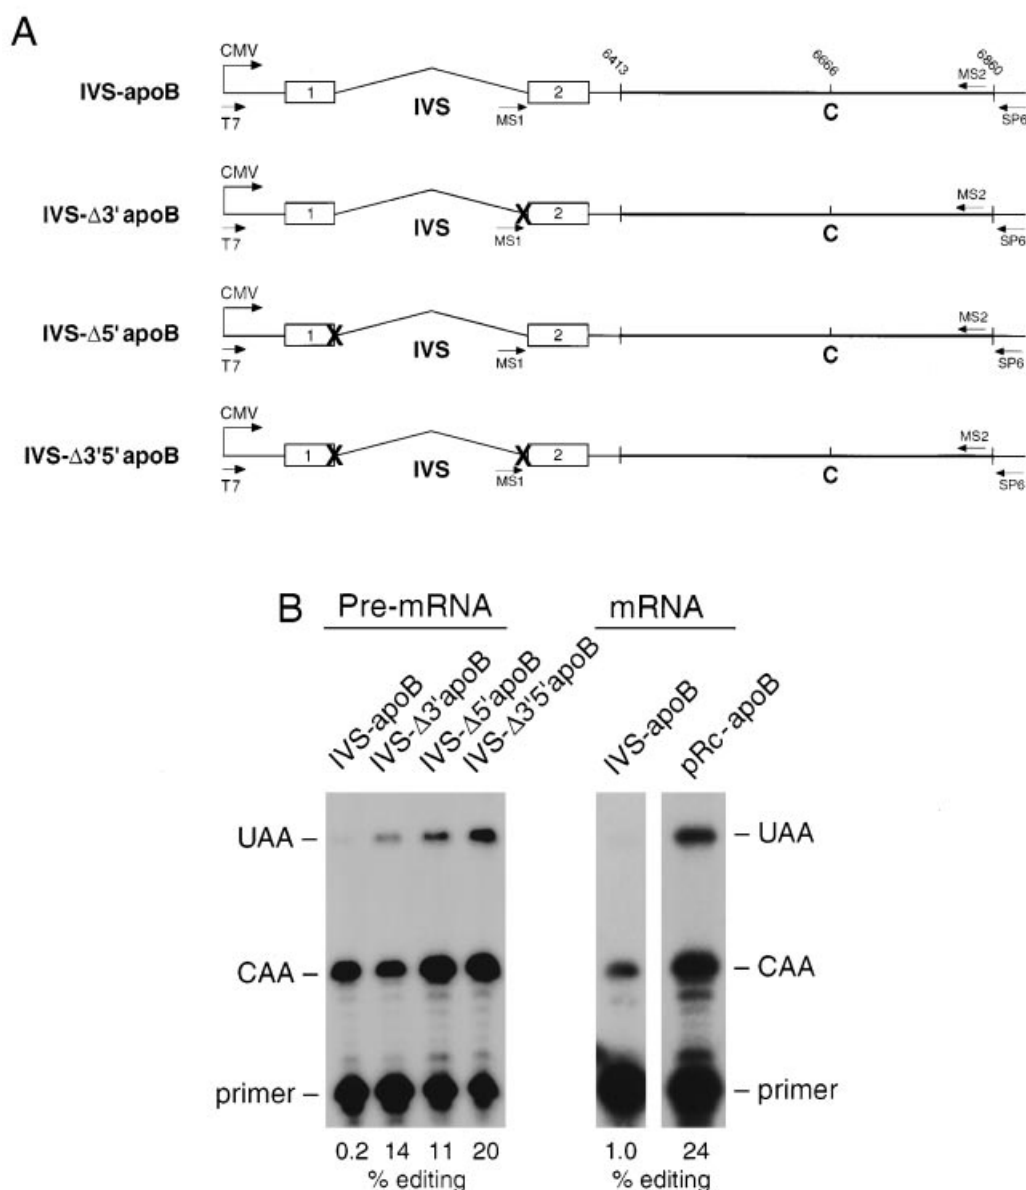 A
CMV
IVS-apoB
1
IVS
2
6413
6666
6860
T7
MS1
C
MS2
SP6
CMV
IVS-Δ3' apoB
1
X
IVS
2
T7
MS1
C
MS2
SP6
CMV
IVS-Δ5' apoB
1
X
IVS
2
T7
MS1
C
MS2
SP6
CMV
IVS-Δ3'5' apoB
1
X
IVS
X
2
T7
MS1
C
MS2
SP6
B
Pre-mRNA
mRNA
IVS-apoB
IVS-Δ3'apoB
IVS-Δ5'apoB
IVS-Δ3'5'apoB
IVS-apoB
pRc-apoB
UAA –
– UAA
CAA –
– CAA
primer –
– primer
0.2 14 11 20
1.0 24
% editing
% editing